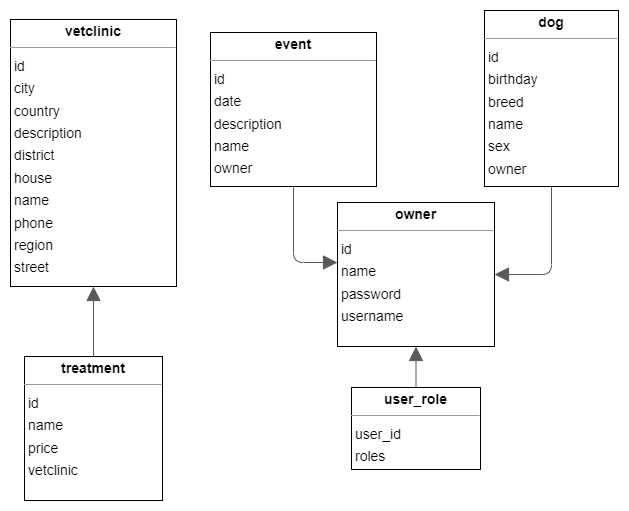 vetclinic
id
city
country
description
district
house
name
phone
region
street
event
id
date
description
name
owner
dog
id
birthday
breed
name
sex
owner
owner
id
name
password
username
treatment
id
name
price
vetclinic
user_role
user_id
roles